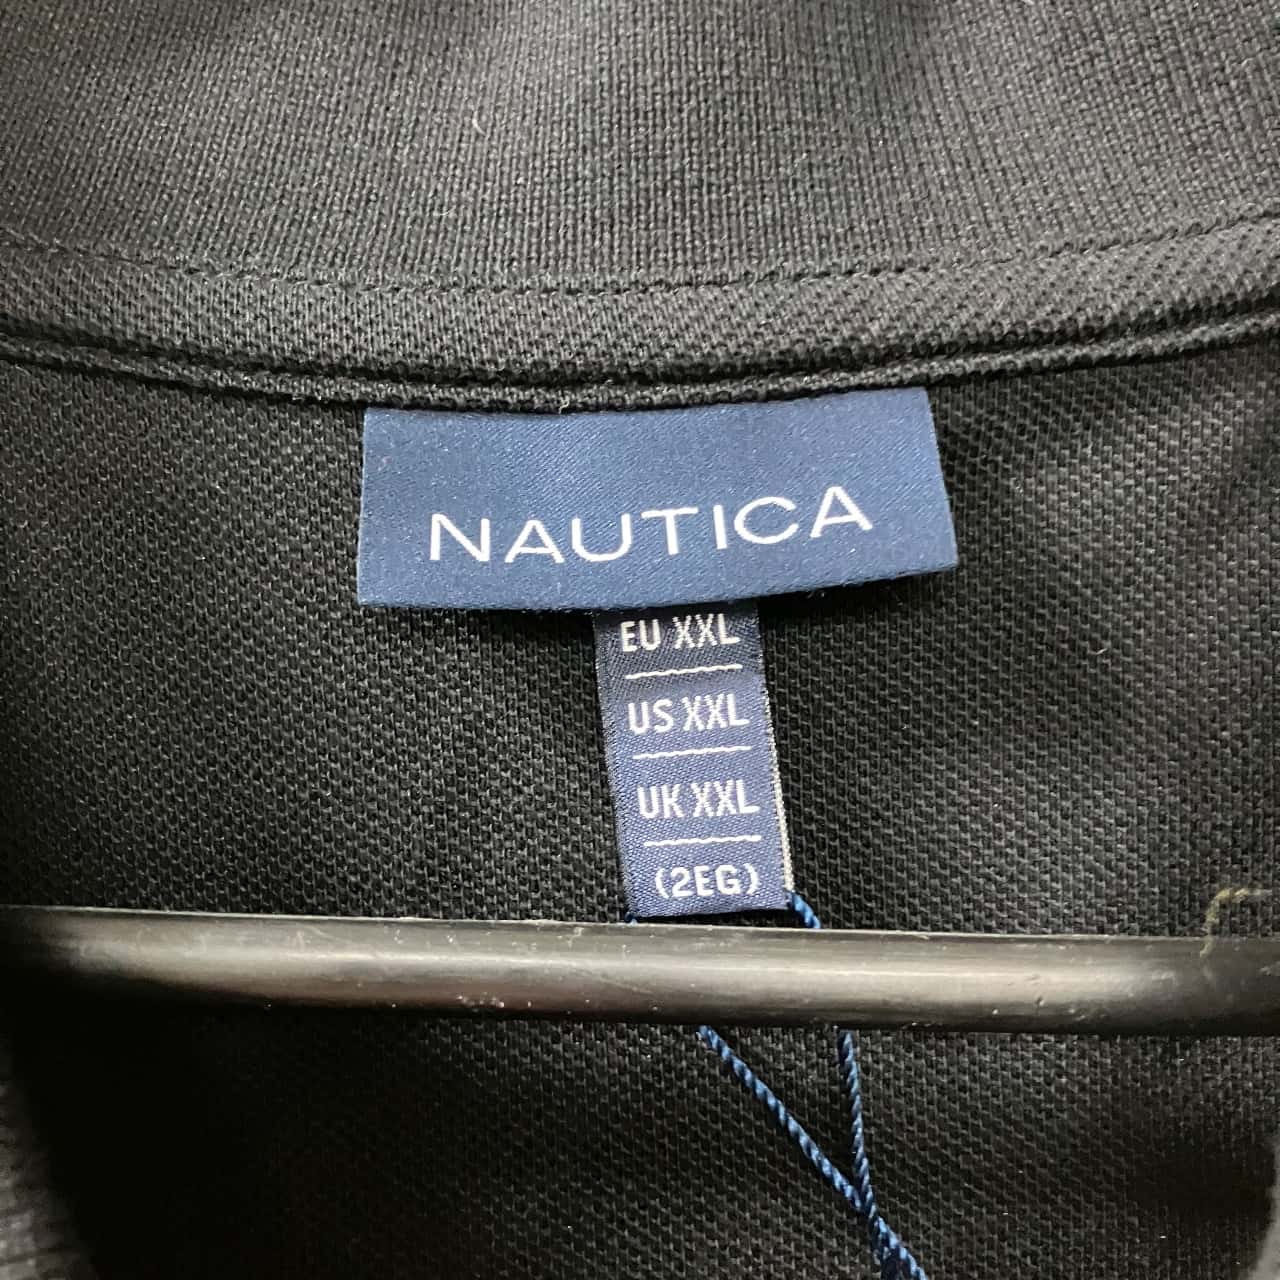 NAUTICA
EU XXL
US XXL
UK XXL
(2EG)